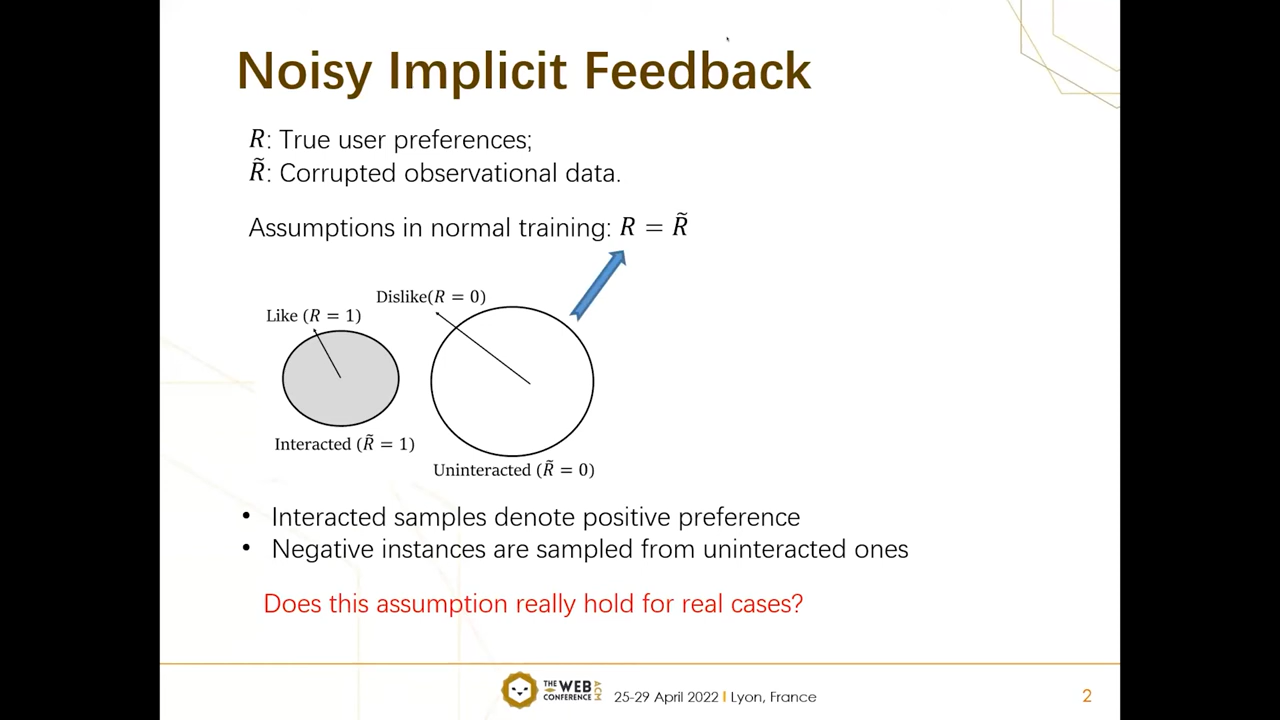 Noisy Implicit Feedback
R: True user preferences;
R̃: Corrupted observational data.
Assumptions in normal training: R = R̃
Dislike(R = 0)
Like (R = 1)
Interacted (R̃ = 1)
Uninteracted (R̃ = 0)
• Interacted samples denote positive preference
• Negative instances are sampled from uninteracted ones
Does this assumption really hold for real cases?
THE WEB CONFERENCE ACM
25-29 April 2022 I Lyon, France
2